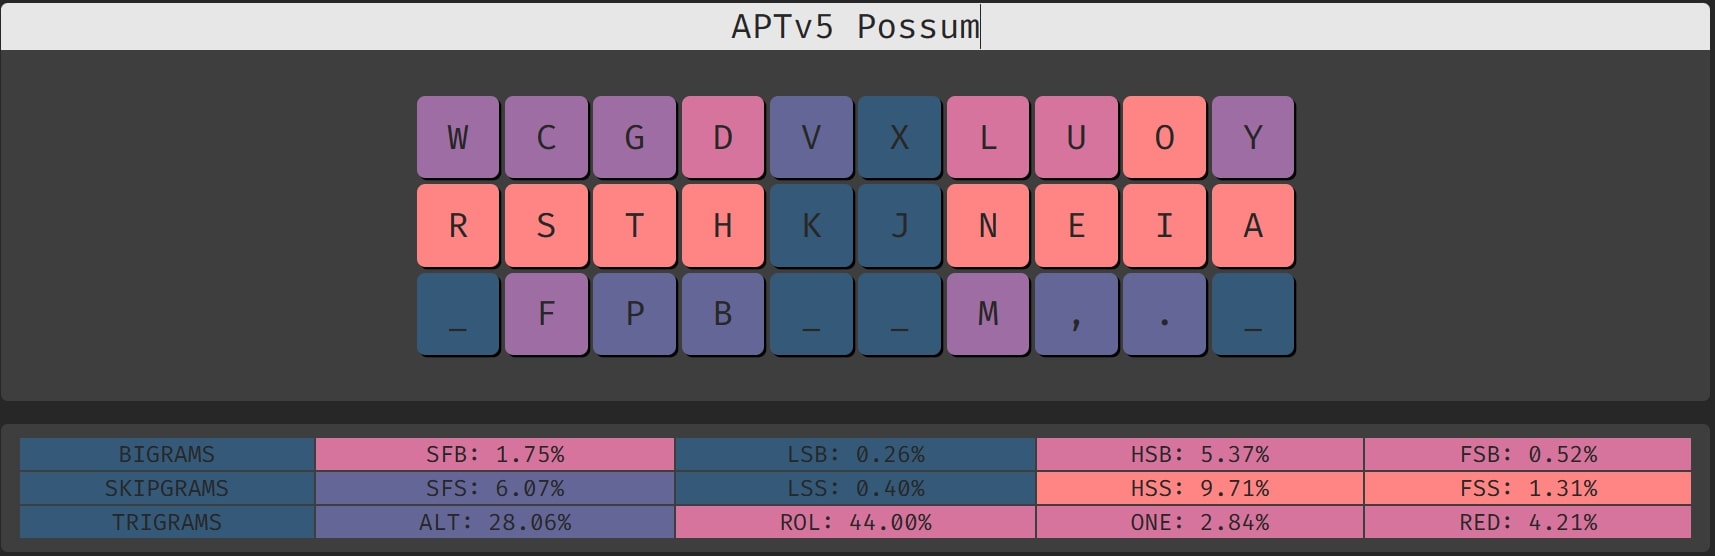 APTv5 Possum
W C G D V X L U O Y
R S T H K J N E I A
_ F P B _ _ M , . _
BIGRAMS SFB: 1.75% LSB: 0.26% HSB: 5.37% FSB: 0.52%
SKIPGRAMS SFS: 6.07% LSS: 0.40% HSS: 9.71% FSS: 1.31%
TRIGRAMS ALT: 28.06% ROL: 44.00% ONE: 2.84% RED: 4.21%